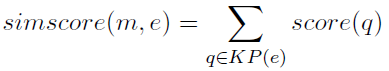 simscore(m, e) = ∑_{q∈KP(e)} score(q)